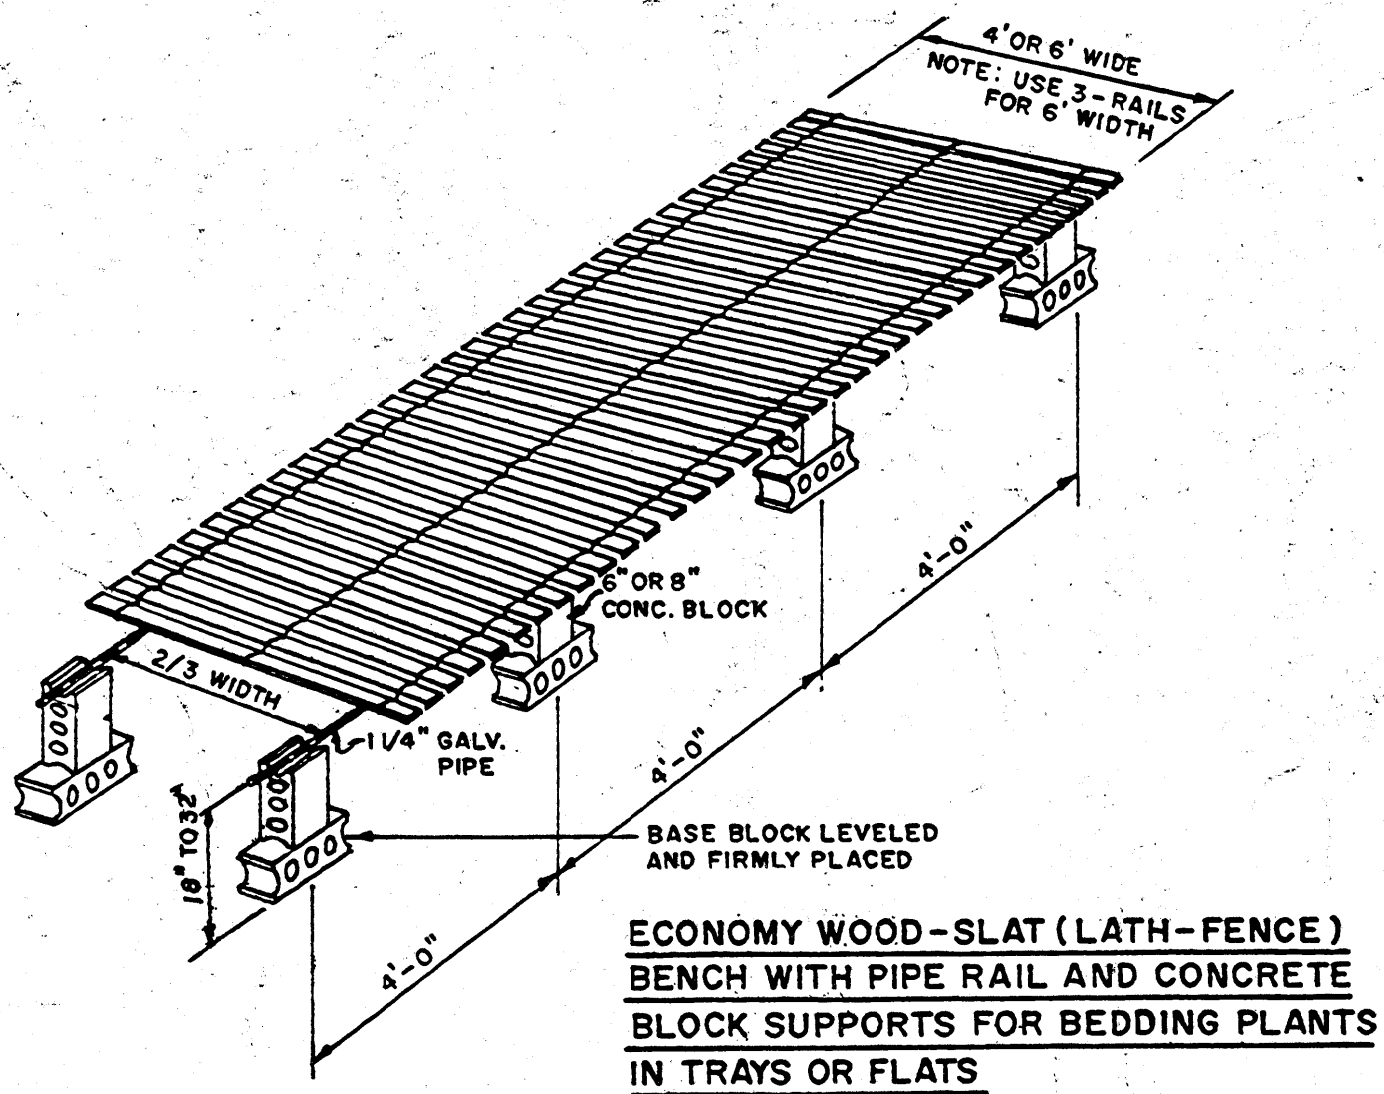 4' OR 6' WIDE
NOTE: USE 3-RAILS
FOR 6' WIDTH
6" OR 8"
CONC. BLOCK
2/3 WIDTH
1 1/4" GALV.
PIPE
18" TO 32"
BASE BLOCK LEVELED
AND FIRMLY PLACED
4'-0"
4'-0"
4'-0"
ECONOMY WOOD-SLAT (LATH-FENCE)
BENCH WITH PIPE RAIL AND CONCRETE
BLOCK SUPPORTS FOR BEDDING PLANTS
IN TRAYS OR FLATS